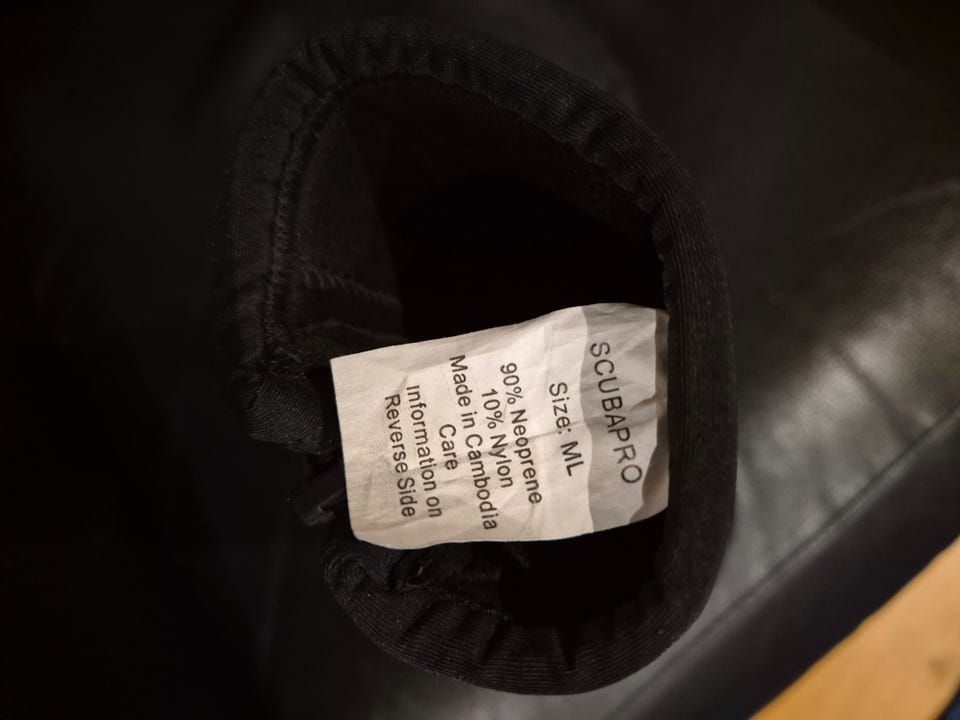 SCUBAPRO
Size: ML
90% Neoprene
10% Nylon
Made in Cambodia
Care
Information on
Reverse Side